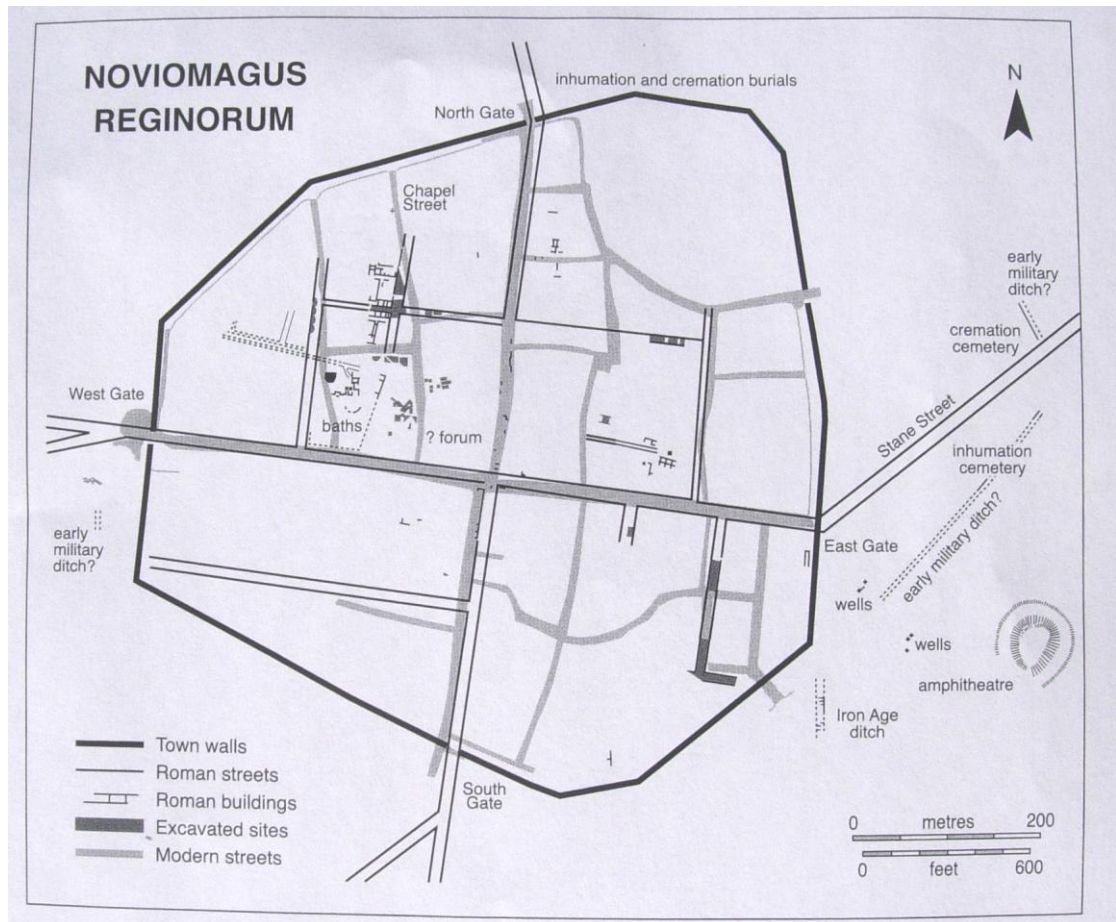 NOVIOMAGUS
REGINORUM
inhumation and cremation burials
North Gate
N
Chapel
Street
early
military
ditch?
cremation
cemetery
West Gate
Stane Street
baths
? forum
inhumation
cemetery
early military ditch?
early
military
ditch?
East Gate
wells
wells
amphitheatre
Iron Age
ditch
South
Gate
Town walls
Roman streets
Roman buildings
Excavated sites
Modern streets
0 metres 200
0 feet 600